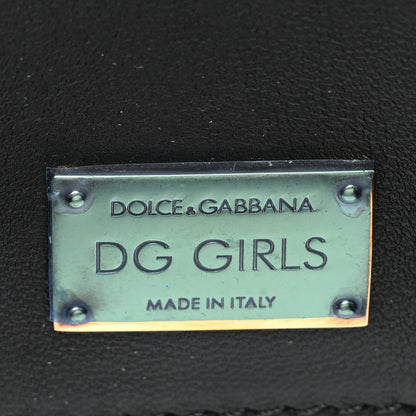 DOLCE & GABBANA
DG GIRLS
MADE IN ITALY